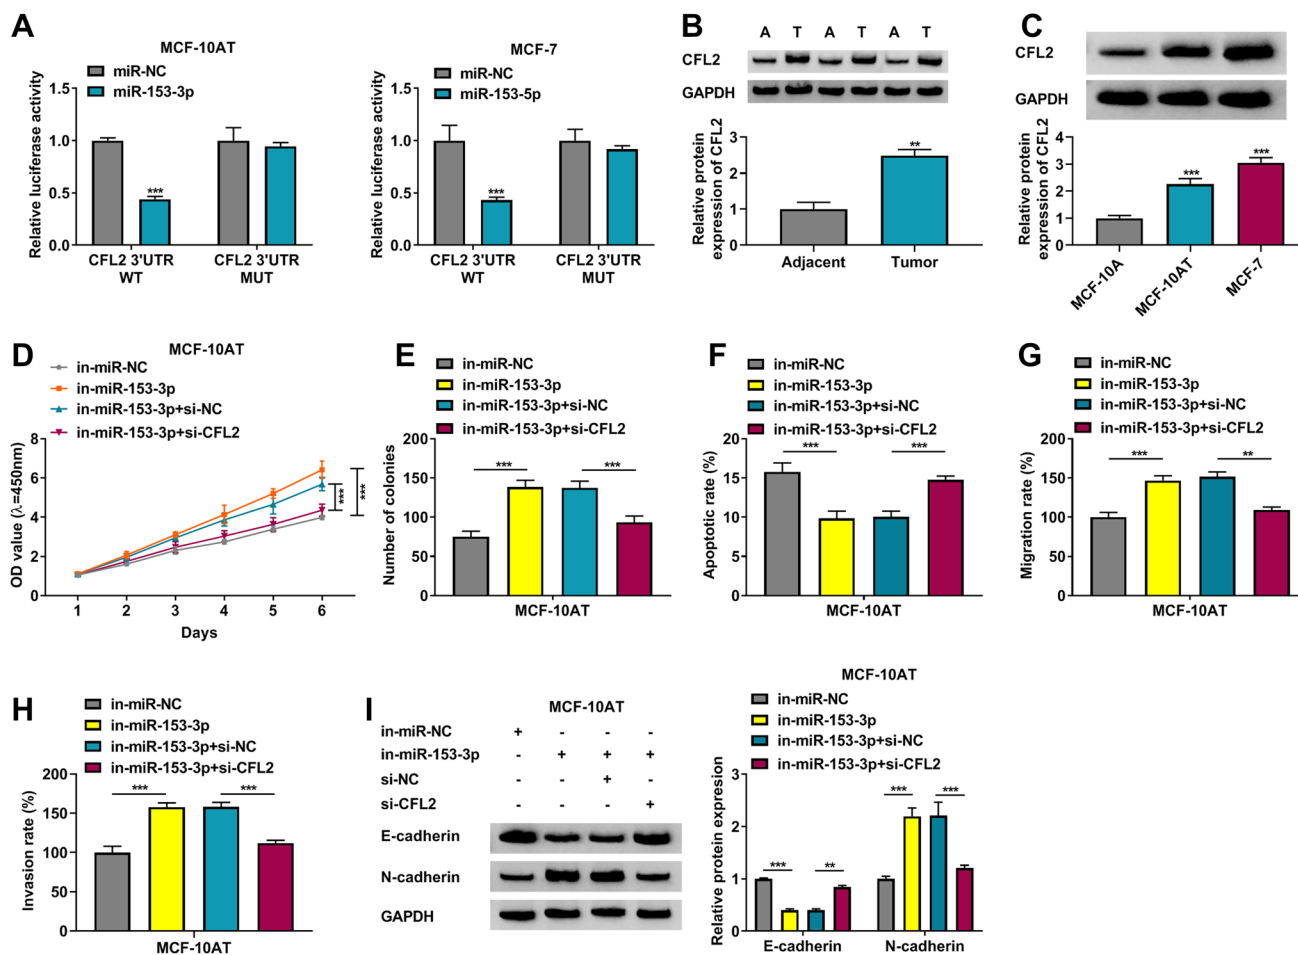 A
MCF-10AT
miR-NC
miR-153-3p
Relative luciferase activity
1.5
1.0
0.5
0.0
***
CFL2 3'UTR
WT
CFL2 3'UTR
MUT
MCF-7
miR-NC
miR-153-5p
Relative luciferase activity
1.5
1.0
0.5
0.0
***
CFL2 3'UTR
WT
CFL2 3'UTR
MUT
B
A T A T A T
CFL2
GAPDH
Relative protein
expression of CFL2
3
2
1
0
**
Adjacent Tumor
C
CFL2
GAPDH
Relative protein
expression of CFL2
4
3
2
1
0
***
***
MCF-10A
MCF-10AT
MCF-7
D
MCF-10AT
in-miR-NC
in-miR-153-3p
in-miR-153-3p+si-NC
in-miR-153-3p+si-CFL2
OD value (λ=450nm)
8
6
4
2
0
***
***
1 2 3 4 5 6
Days
E
in-miR-NC
in-miR-153-3p
in-miR-153-3p+si-NC
in-miR-153-3p+si-CFL2
Number of colonies
200
150
100
50
0
*** ***
MCF-10AT
F
in-miR-NC
in-miR-153-3p
in-miR-153-3p+si-NC
in-miR-153-3p+si-CFL2
Apoptotic rate (%)
20
15
10
5
0
*** ***
MCF-10AT
G
in-miR-NC
in-miR-153-3p
in-miR-153-3p+si-NC
in-miR-153-3p+si-CFL2
Migration rate (%)
200
150
100
50
0
*** **
MCF-10AT
H
in-miR-NC
in-miR-153-3p
in-miR-153-3p+si-NC
in-miR-153-3p+si-CFL2
Invasion rate (%)
200
150
100
50
0
*** ***
MCF-10AT
I
MCF-10AT
in-miR-NC + - - -
in-miR-153-3p - + + +
si-NC - - + -
si-CFL2 - - - +
E-cadherin
N-cadherin
GAPDH
MCF-10AT
in-miR-NC
in-miR-153-3p
in-miR-153-3p+si-NC
in-miR-153-3p+si-CFL2
Relative protein expression
3
2
1
0
*** **
*** ***
E-cadherin N-cadherin